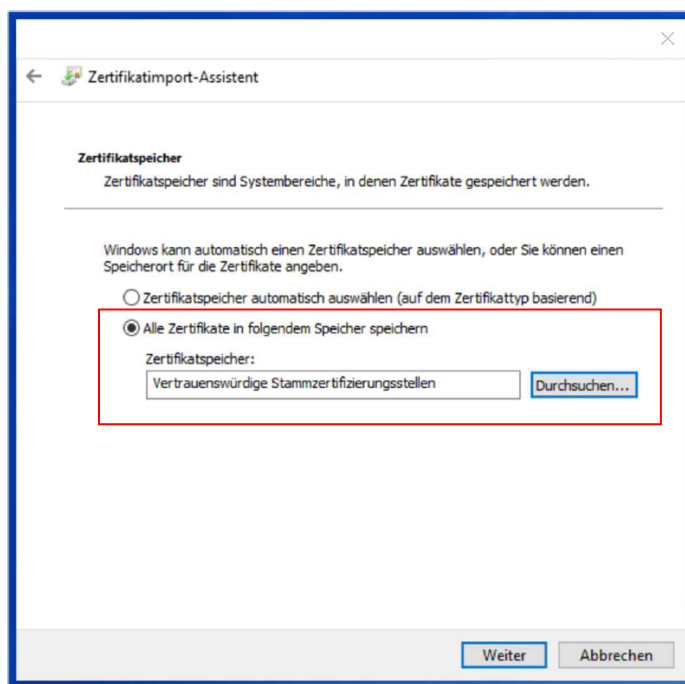 Zertifikatimport-Assistent
Zertifikatspeicher
Zertifikatspeicher sind Systembereiche, in denen Zertifikate gespeichert werden.
Windows kann automatisch einen Zertifikatspeicher auswählen, oder Sie können einen
Speicherort für die Zertifikate angeben.
Zertifikatspeicher automatisch auswählen (auf dem Zertifikattyp basierend)
Alle Zertifikate in folgendem Speicher speichern
Zertifikatspeicher:
Vertrauenswürdige Stammzertifizierungsstellen
Durchsuchen...
Weiter
Abbrechen